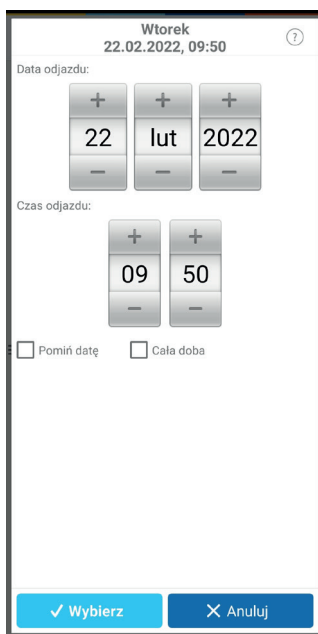 Wtorek
22.02.2022, 09:50
?
Data odjazdu:
+ + +
22 lut 2022
− − −
Czas odjazdu:
+ +
09 50
− −
Pomiń datę Cała doba
✓ Wybierz ✕ Anuluj